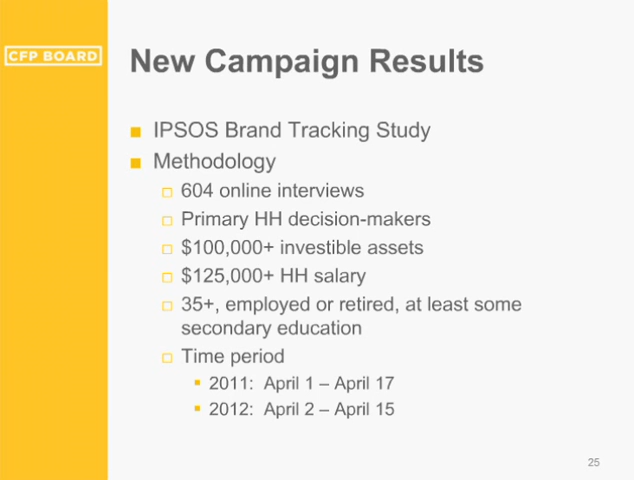 CFP BOARD
New Campaign Results
IPSOS Brand Tracking Study
Methodology
604 online interviews
Primary HH decision-makers
$100,000+ investible assets
$125,000+ HH salary
35+, employed or retired, at least some
secondary education
Time period
2011: April 1 – April 17
2012: April 2 – April 15
25